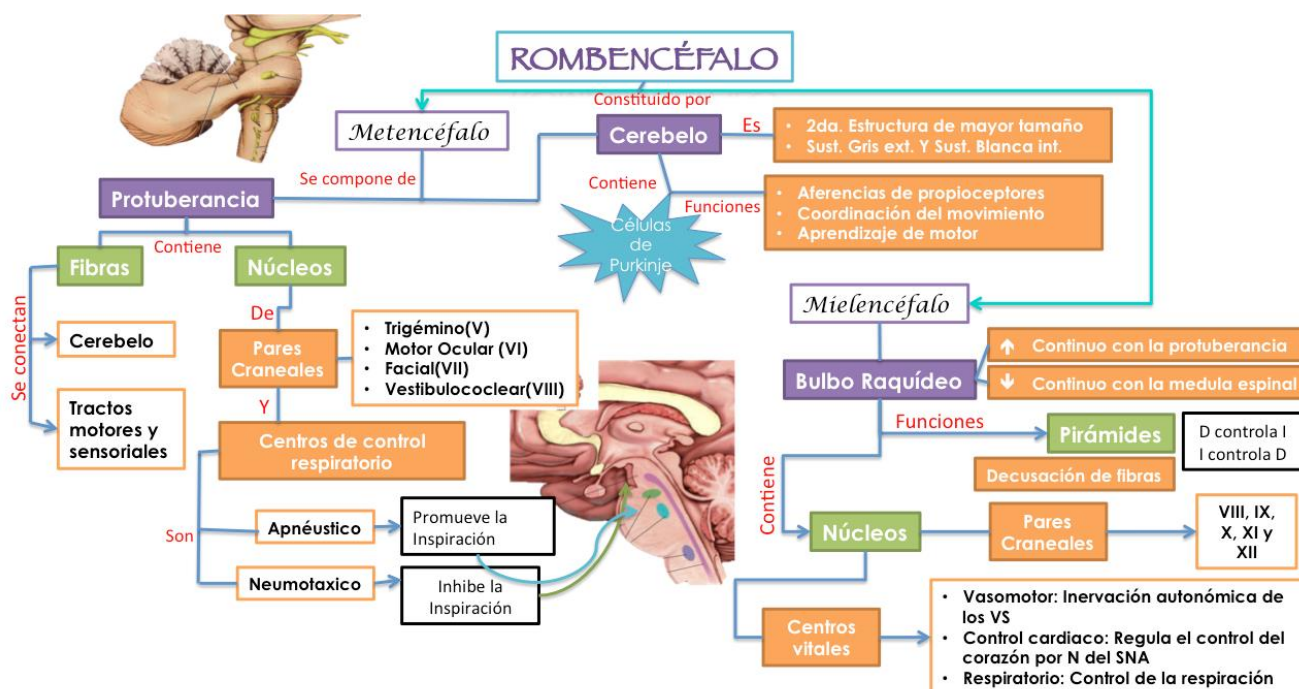 ROMBENCÉFALO
Constituido por
Metencéfalo
Cerebelo
Es
• 2da. Estructura de mayor tamaño
• Sust. Gris ext. Y Sust. Blanca int.
Se compone de
Contiene
Funciones
• Aferencias de propioceptores
• Coordinación del movimiento
• Aprendizaje de motor
Células
de
Purkinje
Protuberancia
Contiene
Fibras
Núcleos
Se conectan
Cerebelo
Tractos
motores y
sensoriales
De
Pares
Craneales
• Trigémino(V)
• Motor Ocular (VI)
• Facial(VII)
• Vestibulococlear(VIII)
Y
Centros de control
respiratorio
Son
Apnéustico
Promueve la
Inspiración
Neumotaxico
Inhibe la
Inspiración
Mielencéfalo
Bulbo Raquídeo
Continuo con la protuberancia
Continuo con la medula espinal
Funciones
Pirámides
D controla I
I controla D
Decusación de fibras
Contiene
Núcleos
Pares
Craneales
VIII, IX,
X, XI y
XII
Centros
vitales
• Vasomotor: Inervación autonómica de
los VS
• Control cardiaco: Regula el control del
corazón por N del SNA
• Respiratorio: Control de la respiración